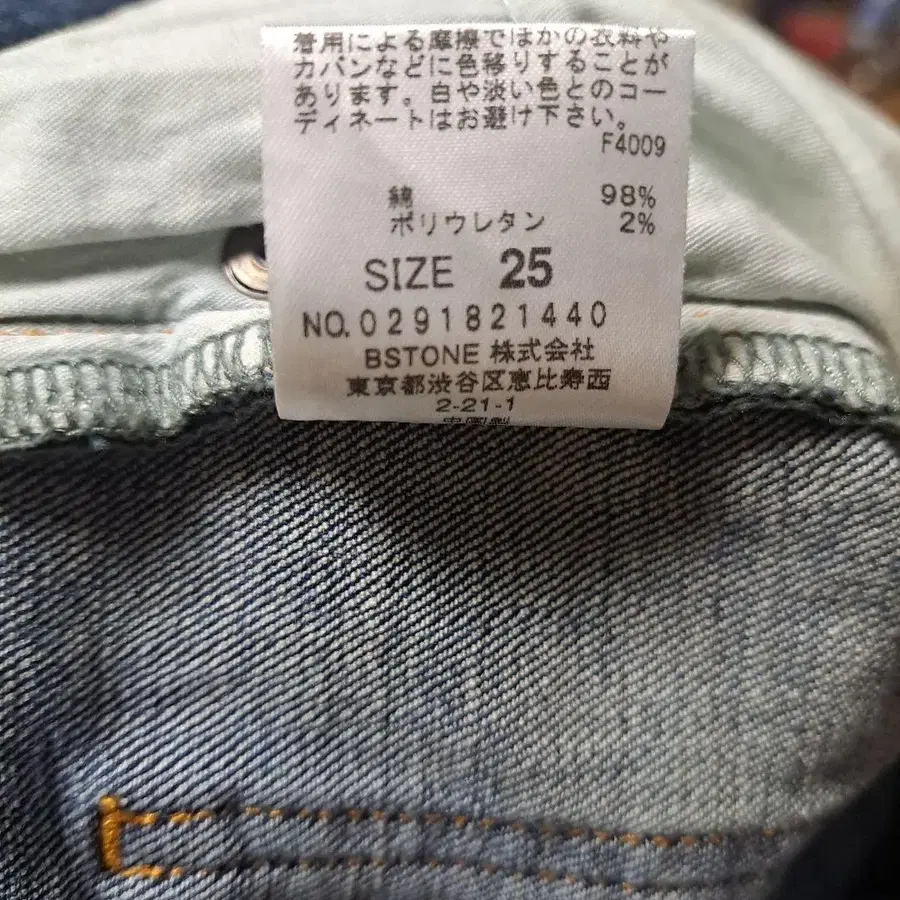 着用による摩擦でほかの衣料や
カバンなどに色移りすることが
あります。白や淡い色とのコー
ディネートはお避け下さい。
F4009
綿 98%
ポリウレタン 2%
SIZE 25
NO.0291821440
BSTONE 株式会社
東京都渋谷区恵比寿西
2-21-1